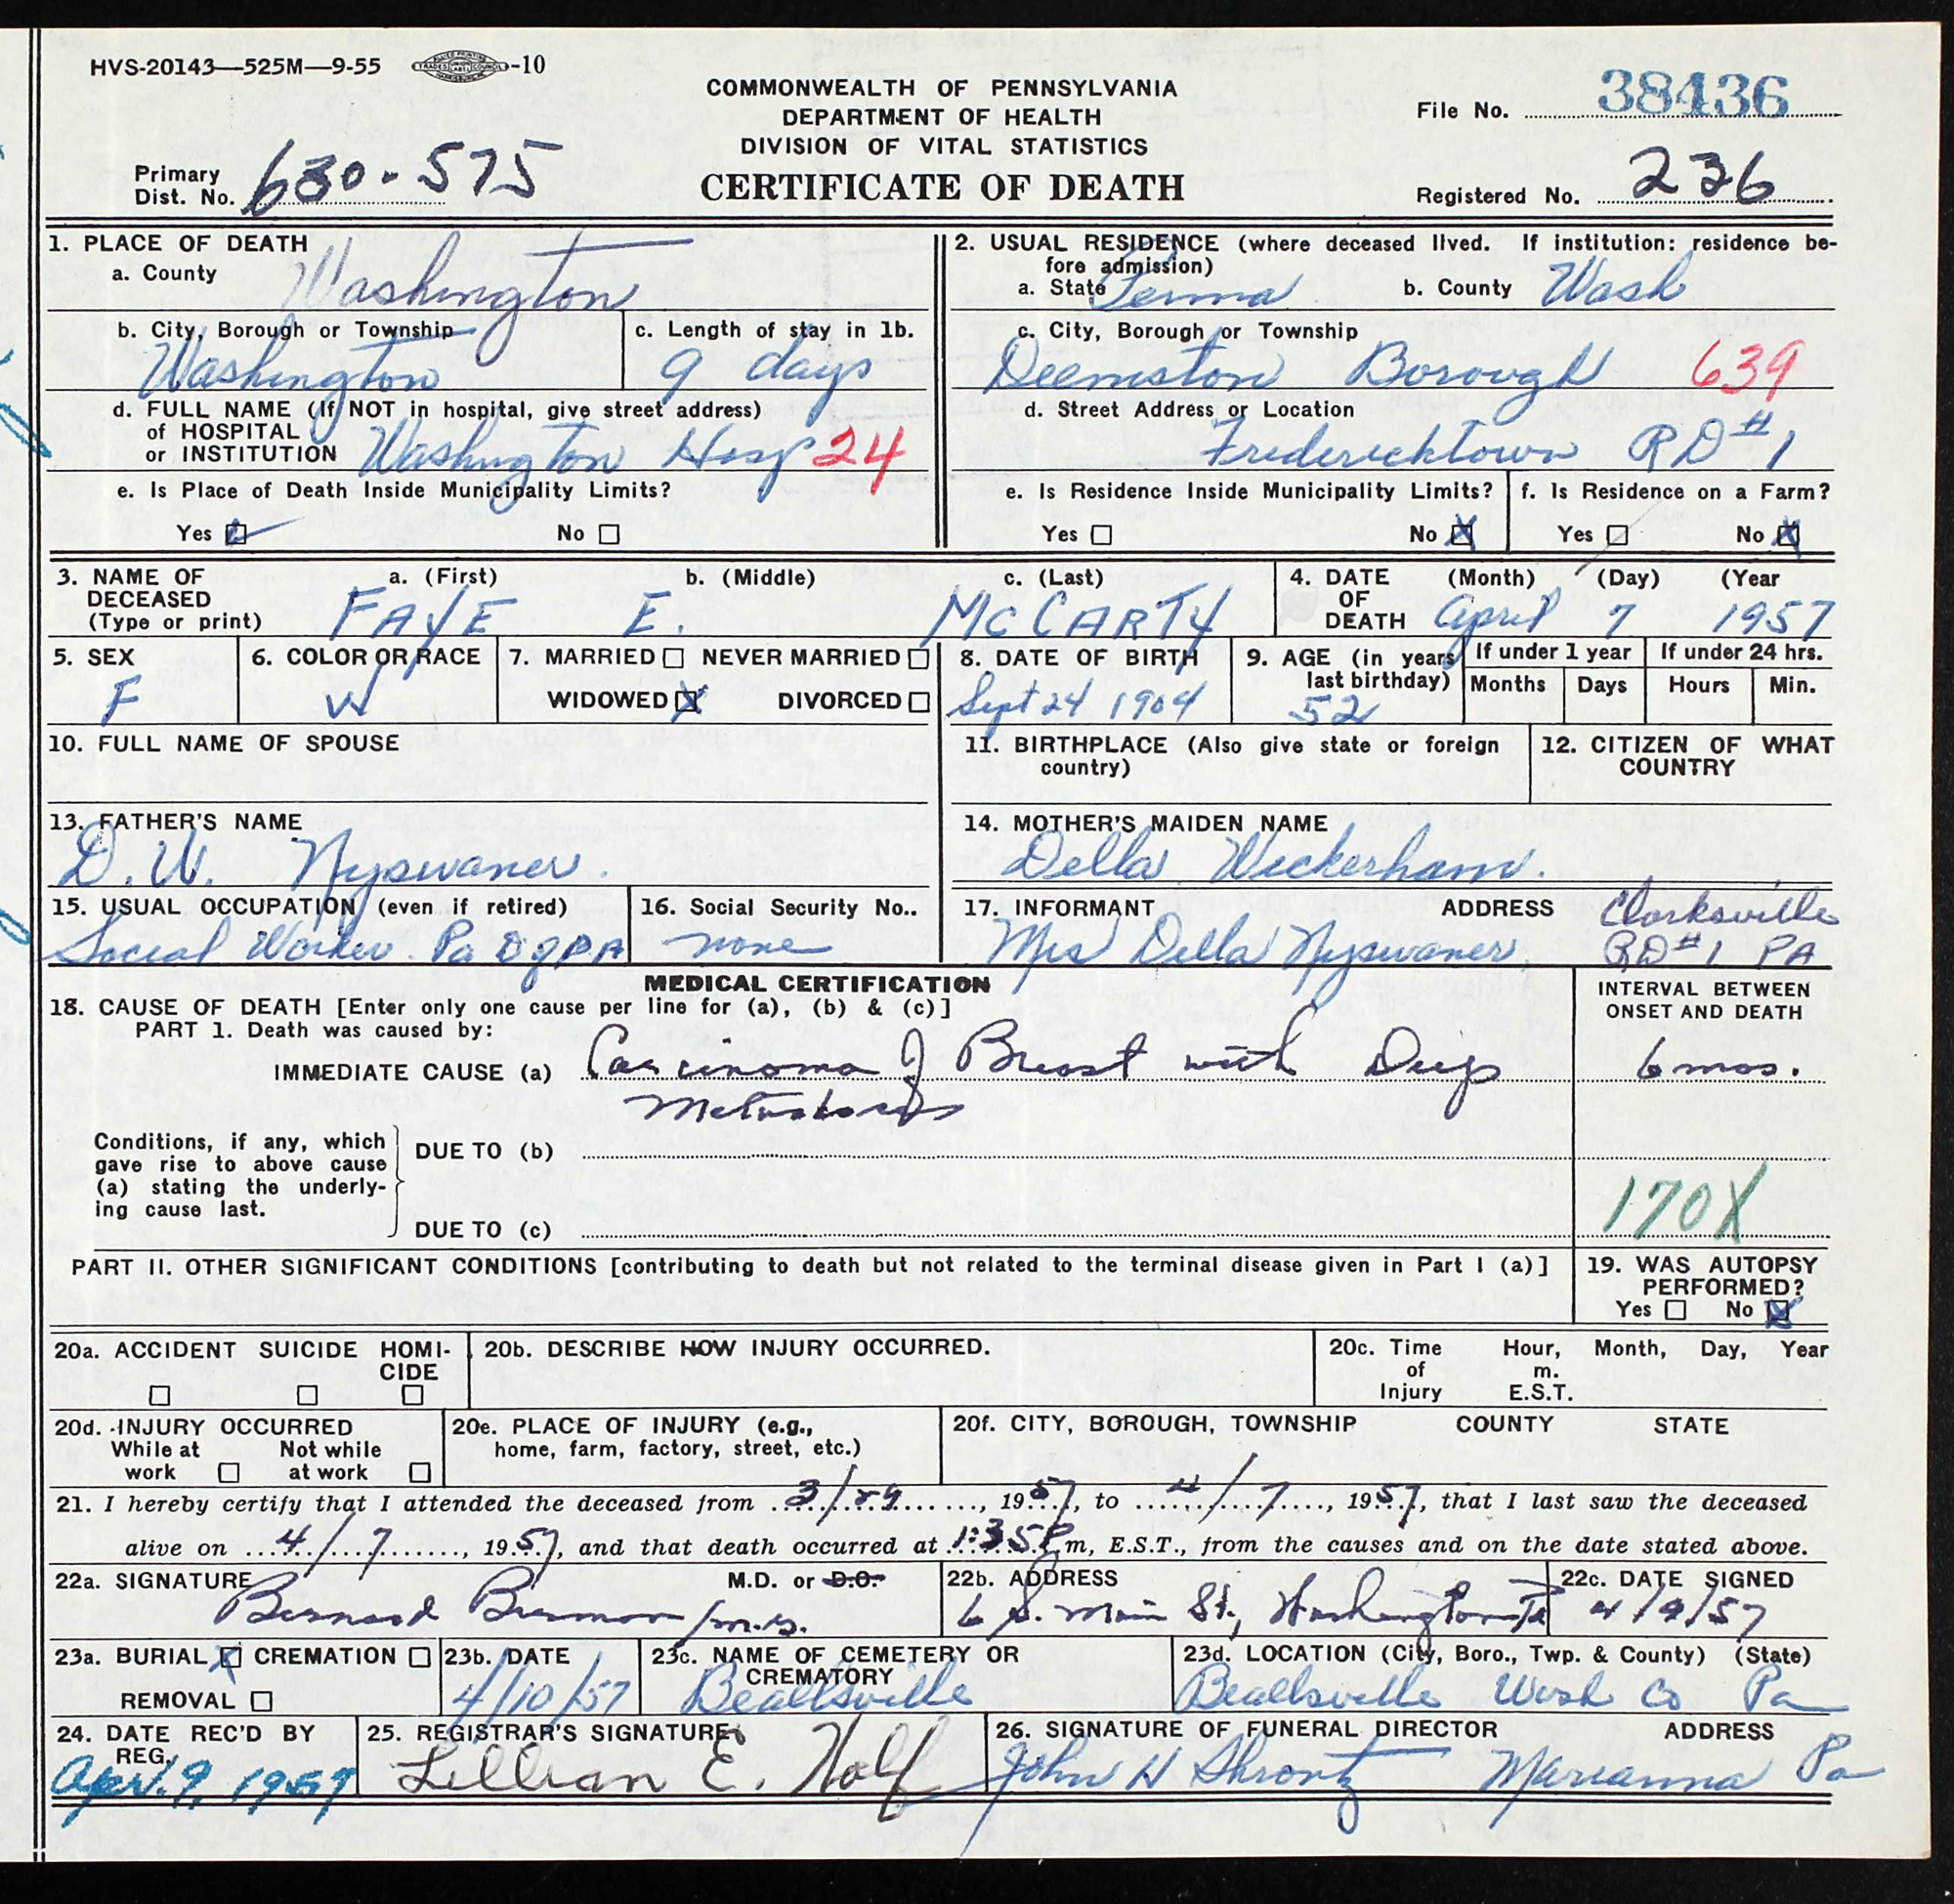 HVS-20143—525M—9-55 -10
COMMONWEALTH OF PENNSYLVANIA
DEPARTMENT OF HEALTH
DIVISION OF VITAL STATISTICS
CERTIFICATE OF DEATH
File No. 38436
Primary Dist. No. 630-575
Registered No. 236
1. PLACE OF DEATH
a. County Washington
b. City, Borough or Township
Washington
c. Length of stay in 1b.
9 days
d. FULL NAME (If NOT in hospital, give street address)
of HOSPITAL
or INSTITUTION Washington Hosp 24
e. Is Place of Death Inside Municipality Limits?
Yes No
2. USUAL RESIDENCE (where deceased lived. If institution: residence be-
fore admission)
a. State Penna b. County Wash
c. City, Borough or Township
Deemston Borough 639
d. Street Address or Location
Fredericktown RD #1
e. Is Residence Inside Municipality Limits?
Yes No X
f. Is Residence on a Farm?
Yes No X
3. NAME OF DECEASED (Type or print)
a. (First) b. (Middle) c. (Last)
FAYE E. McCARTY
4. DATE OF DEATH (Month) (Day) (Year
April 7 1957
5. SEX
F
6. COLOR OR RACE
W
7. MARRIED NEVER MARRIED
WIDOWED X DIVORCED
8. DATE OF BIRTH
Sept 24 1904
9. AGE (in years last birthday)
52
If under 1 year If under 24 hrs.
Months Days Hours Min.
10. FULL NAME OF SPOUSE
11. BIRTHPLACE (Also give state or foreign country)
12. CITIZEN OF WHAT COUNTRY
13. FATHER'S NAME
D. W. Nyswaner.
14. MOTHER'S MAIDEN NAME
Della Wickerham.
15. USUAL OCCUPATION (even if retired)
Social Worker Pa D of P.A
16. Social Security No..
none
17. INFORMANT ADDRESS
Mrs Della Nyswaner, Clarksville
RD #1 PA
MEDICAL CERTIFICATION
18. CAUSE OF DEATH [Enter only one cause per line for (a), (b) & (c)]
PART 1. Death was caused by:
INTERVAL BETWEEN ONSET AND DEATH
IMMEDIATE CAUSE (a) Carcinoma of Breast with Deep 6 mos.
Metastasis
Conditions, if any, which
gave rise to above cause
(a) stating the underly-
ing cause last.
DUE TO (b)
DUE TO (c)
170X
PART II. OTHER SIGNIFICANT CONDITIONS [contributing to death but not related to the terminal disease given in Part I (a)]
19. WAS AUTOPSY PERFORMED?
Yes No X
20a. ACCIDENT SUICIDE HOMI-
CIDE
20b. DESCRIBE HOW INJURY OCCURRED.
20c. Time of Injury Hour, Month, Day, Year
m. E.S.T.
20d. INJURY OCCURRED
While at work Not while at work
20e. PLACE OF INJURY (e.g., home, farm, factory, street, etc.)
20f. CITY, BOROUGH, TOWNSHIP COUNTY STATE
21. I hereby certify that I attended the deceased from 3/29, 1957, to 4/7, 1957, that I last saw the deceased
alive on 4/7, 1957, and that death occurred at 1:35 P m, E.S.T., from the causes and on the date stated above.
22a. SIGNATURE M.D. or D.O.
Bernard m.d.
22b. ADDRESS
6 S. Main St., Washington Pa
22c. DATE SIGNED
4/9/57
23a. BURIAL X CREMATION
REMOVAL
23b. DATE
4/10/57
23c. NAME OF CEMETERY OR CREMATORY
Beallsville
23d. LOCATION (City, Boro., Twp. & County) (State)
Beallsville Wash Co Pa
24. DATE REC'D BY REG.
Apr. 9, 1957
25. REGISTRAR'S SIGNATURE
Lillian E.
26. SIGNATURE OF FUNERAL DIRECTOR ADDRESS
John H Shrontz Marianna Pa